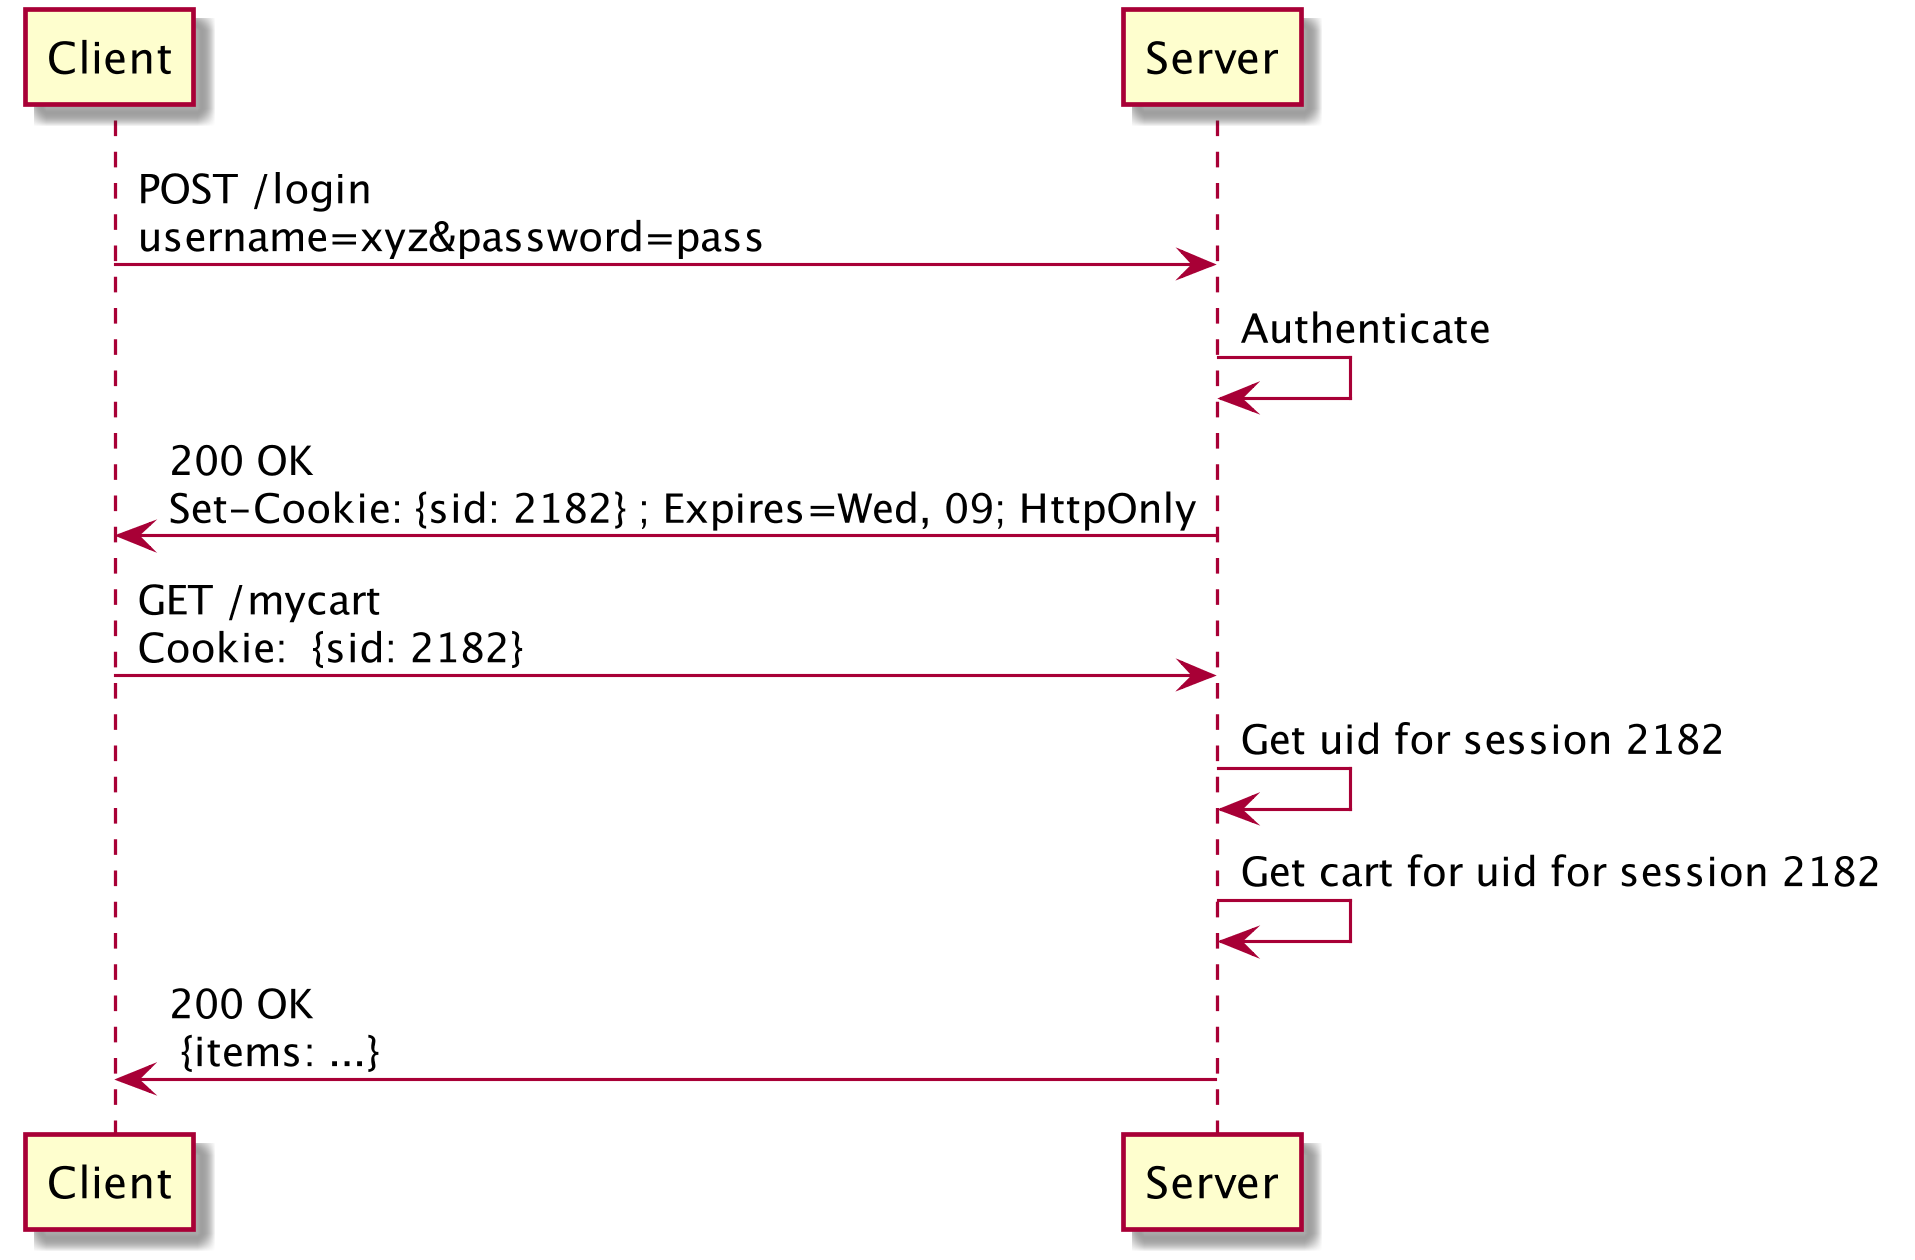 Client
Server
POST /login
username=xyz&password=pass
Authenticate
200 OK
Set-Cookie: {sid: 2182} ; Expires=Wed, 09; HttpOnly
GET /mycart
Cookie:  {sid: 2182}
Get uid for session 2182
Get cart for uid for session 2182
200 OK
{items: ...}
Client
Server